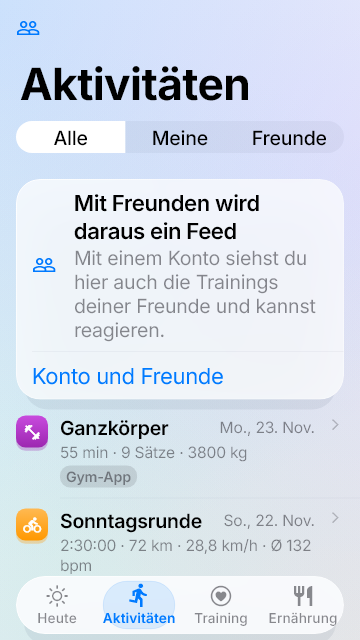 Aktivitäten
Alle Meine Freunde
Mit Freunden wird
daraus ein Feed
Mit einem Konto siehst du
hier auch die Trainings
deiner Freunde und kannst
reagieren.
Konto und Freunde
Ganzkörper Mo., 23. Nov.
55 min · 9 Sätze · 3800 kg
Gym-App
Sonntagsrunde So., 22. Nov.
2:30:00 · 72 km · 28,8 km/h · Ø 132
bpm
Heute Aktivitäten Training Ernährung